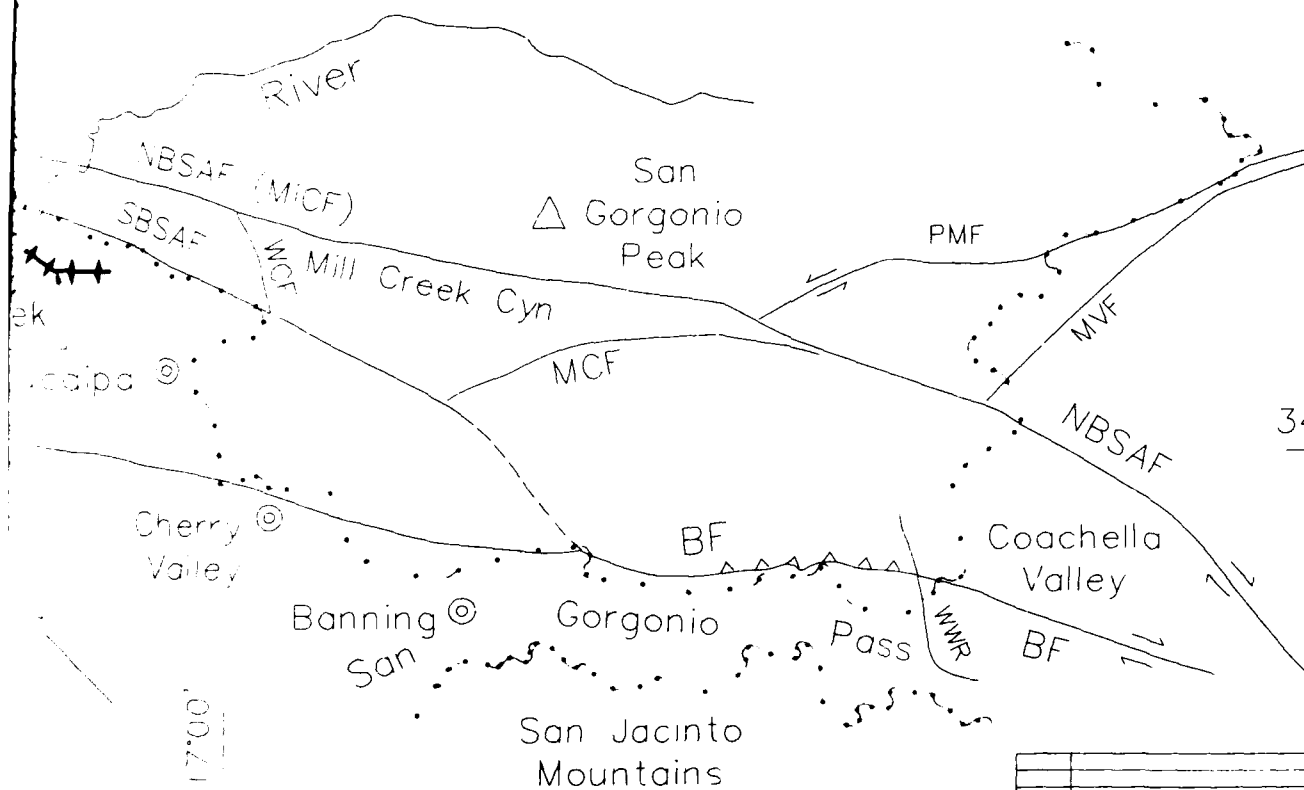 River
NBSAF (MICF)
San
Gorgonio
Peak
SBSAF
WCF
Mill Creek Cyn
PMF
MVF
MCF
NBSAF
Cherry
Valley
BF
Coachella
Valley
Banning
San
Gorgonio
Pass
WWR
BF
San Jacinto
Mountains